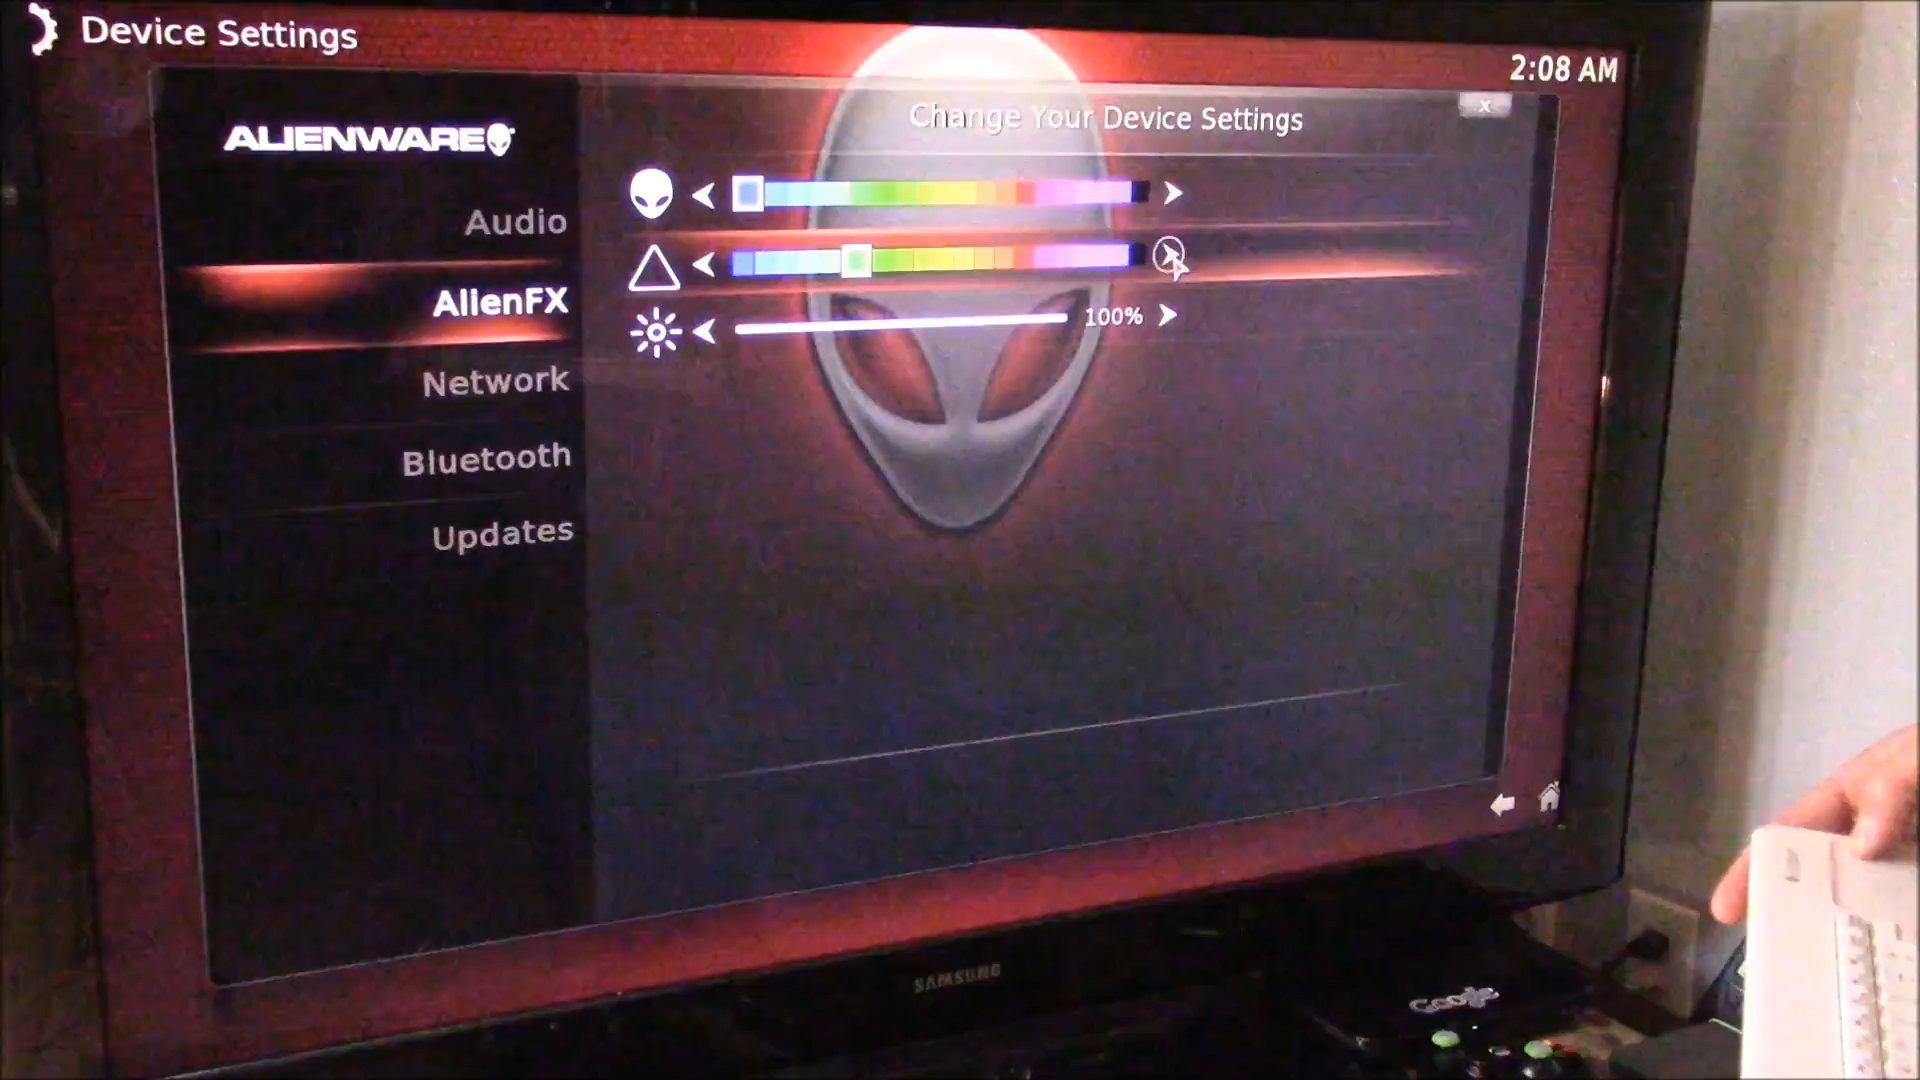 Device Settings
2:08 AM
ALIENWARE
Change Your Device Settings
x
Audio
AlienFX
100%
Network
Bluetooth
Updates
SAMSUNG
Google